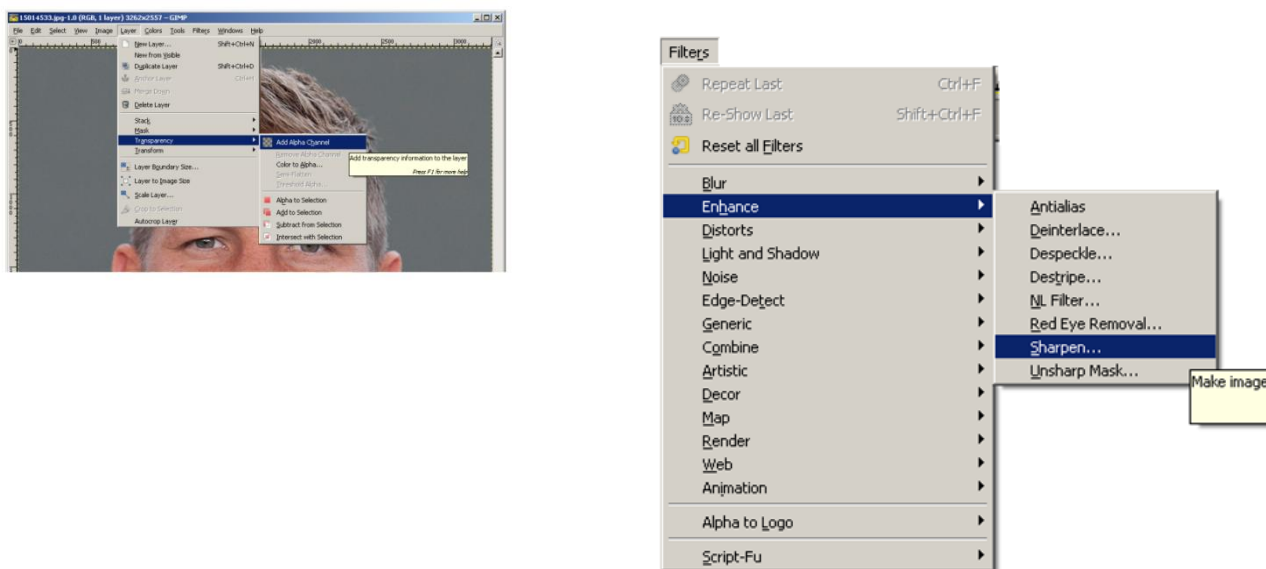 15014533.jpg-1.0 (RGB, 1 layer) 3262x2557 – GIMP
File Edit Select View Image Layer Colors Tools Filters Windows Help
New Layer... Shift+Ctrl+N
New from Visible
Duplicate Layer Shift+Ctrl+D
Anchor Layer Ctrl+H
Merge Down
Delete Layer
Stack
Mask
Transparency
Transform
Layer Boundary Size...
Layer to Image Size
Scale Layer...
Crop to Selection
Autocrop Layer
Add Alpha Channel
Remove Alpha Channel
Color to Alpha...
Semi-Flatten
Threshold Alpha...
Alpha to Selection
Add to Selection
Subtract from Selection
Intersect with Selection
Add transparency information to the layer
Press F1 for more help
Filters
Repeat Last Ctrl+F
Re-Show Last Shift+Ctrl+F
Reset all Filters
Blur
Enhance
Distorts
Light and Shadow
Noise
Edge-Detect
Generic
Combine
Artistic
Decor
Map
Render
Web
Animation
Alpha to Logo
Script-Fu
Antialias
Deinterlace...
Despeckle...
Destripe...
NL Filter...
Red Eye Removal...
Sharpen...
Unsharp Mask...
Make image